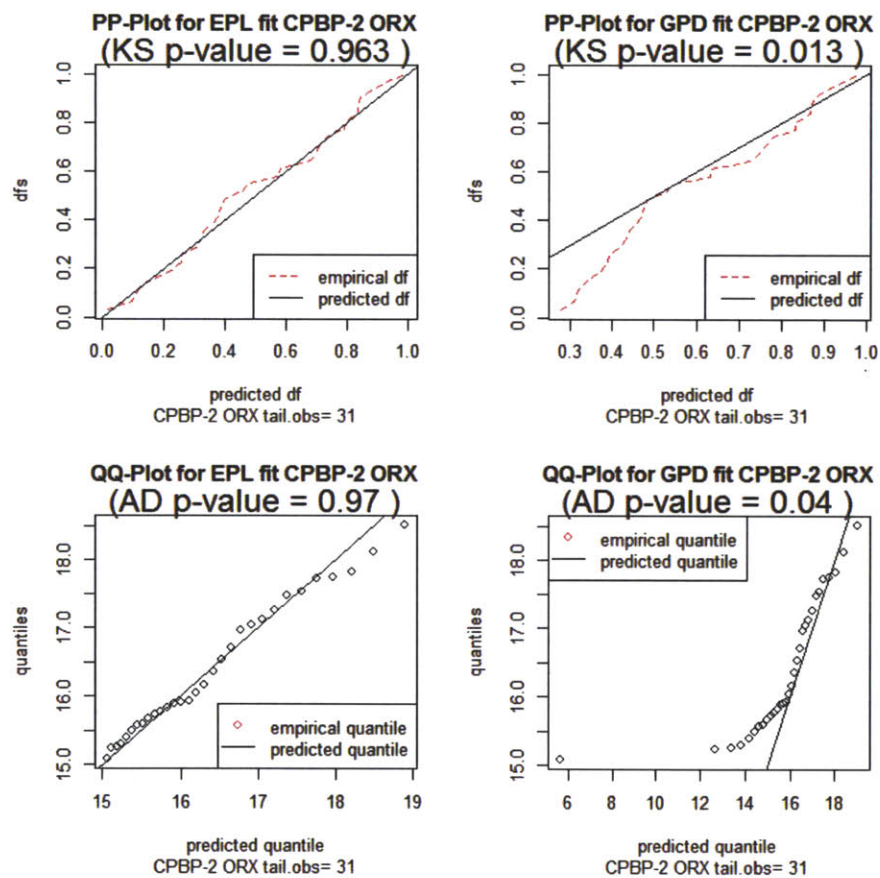 PP-Plot for EPL fit CPBP-2 ORX
(KS p-value = 0.963 )
dfs
0.0 0.2 0.4 0.6 0.8 1.0
empirical df
predicted df
0.0 0.2 0.4 0.6 0.8 1.0
predicted df
CPBP-2 ORX tail.obs= 31
PP-Plot for GPD fit CPBP-2 ORX
(KS p-value = 0.013 )
dfs
0.0 0.2 0.4 0.6 0.8 1.0
empirical df
predicted df
0.3 0.4 0.5 0.6 0.7 0.8 0.9 1.0
predicted df
CPBP-2 ORX tail.obs= 31
QQ-Plot for EPL fit CPBP-2 ORX
(AD p-value = 0.97 )
quantiles
15.0 16.0 17.0 18.0
empirical quantile
predicted quantile
15 16 17 18 19
predicted quantile
CPBP-2 ORX tail.obs= 31
QQ-Plot for GPD fit CPBP-2 ORX
(AD p-value = 0.04 )
quantiles
15.0 16.0 17.0 18.0
empirical quantile
predicted quantile
6 8 10 12 14 16 18
predicted quantile
CPBP-2 ORX tail.obs= 31